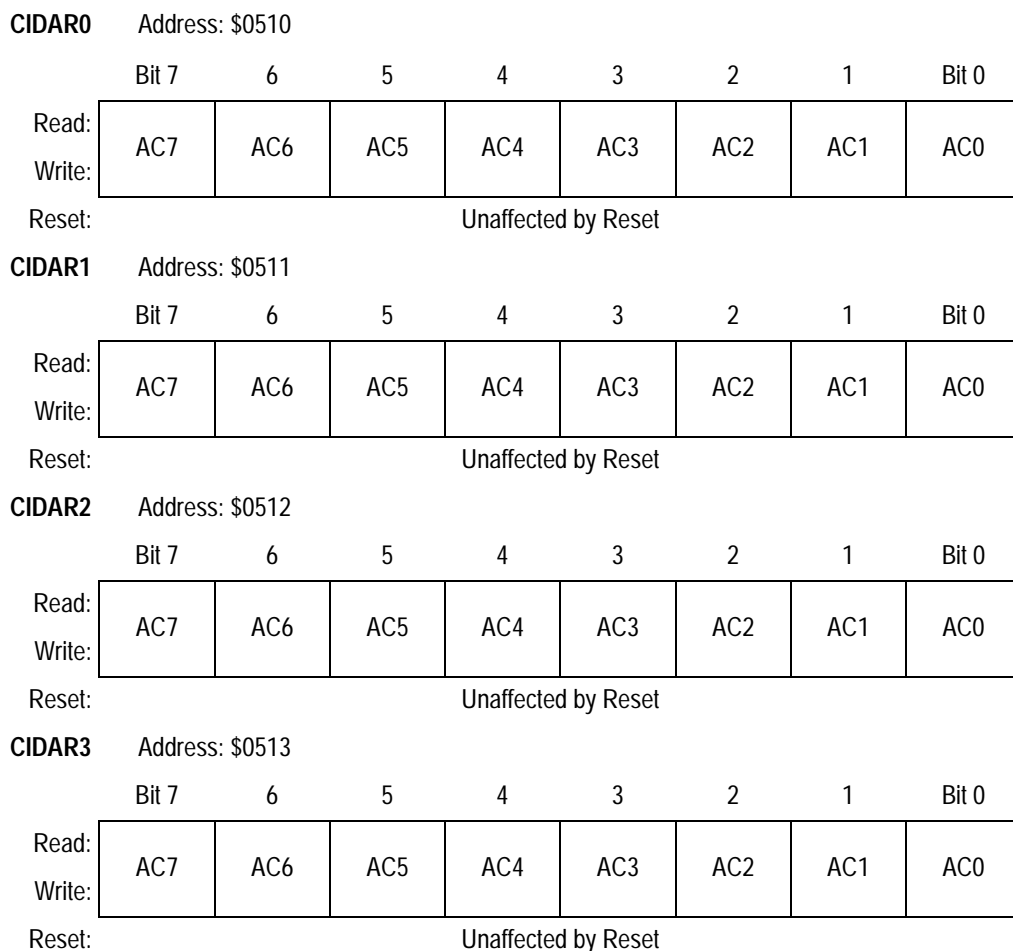 CIDAR0 Address: $0510
Bit 7 6 5 4 3 2 1 Bit 0
Read:
AC7 AC6 AC5 AC4 AC3 AC2 AC1 AC0
Write:
Reset: Unaffected by Reset
CIDAR1 Address: $0511
Bit 7 6 5 4 3 2 1 Bit 0
Read:
AC7 AC6 AC5 AC4 AC3 AC2 AC1 AC0
Write:
Reset: Unaffected by Reset
CIDAR2 Address: $0512
Bit 7 6 5 4 3 2 1 Bit 0
Read:
AC7 AC6 AC5 AC4 AC3 AC2 AC1 AC0
Write:
Reset: Unaffected by Reset
CIDAR3 Address: $0513
Bit 7 6 5 4 3 2 1 Bit 0
Read:
AC7 AC6 AC5 AC4 AC3 AC2 AC1 AC0
Write:
Reset: Unaffected by Reset